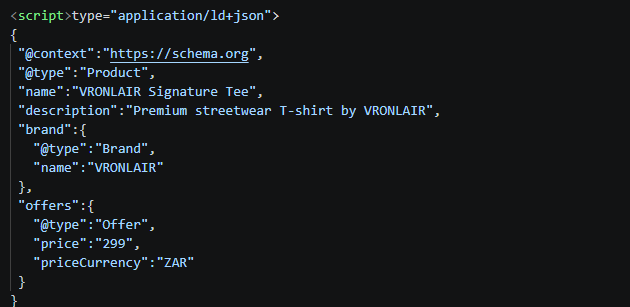 <script>type="application/ld+json">
{
"@context":"https://schema.org",
"@type":"Product",
"name":"VRONLAIR Signature Tee",
"description":"Premium streetwear T-shirt by VRONLAIR",
"brand":{
"@type":"Brand",
"name":"VRONLAIR"
},
"offers":{
"@type":"Offer",
"price":"299",
"priceCurrency":"ZAR"
}
}